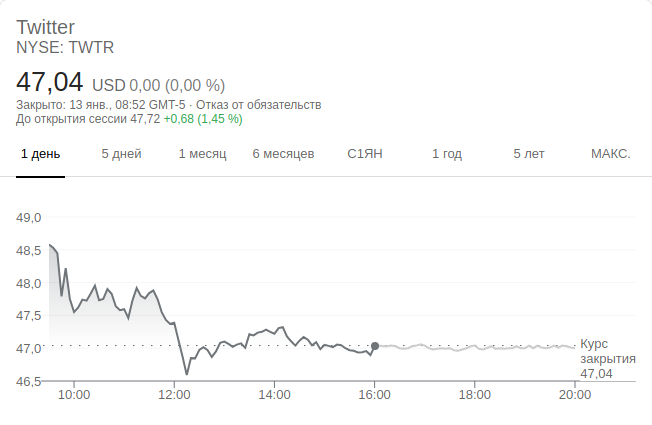 Twitter
NYSE: TWTR
47,04 USD 0,00 (0,00 %)
Закрыто: 13 янв., 08:52 GMT-5 · Отказ от обязательств
До открытия сессии 47,72 +0,68 (1,45 %)
1 день 5 дней 1 месяц 6 месяцев С1ЯН 1 год 5 лет МАКС.
49,0
48,5
48,0
47,5
47,0
46,5
Курс
закрытия
47,04
10:00 12:00 14:00 16:00 18:00 20:00